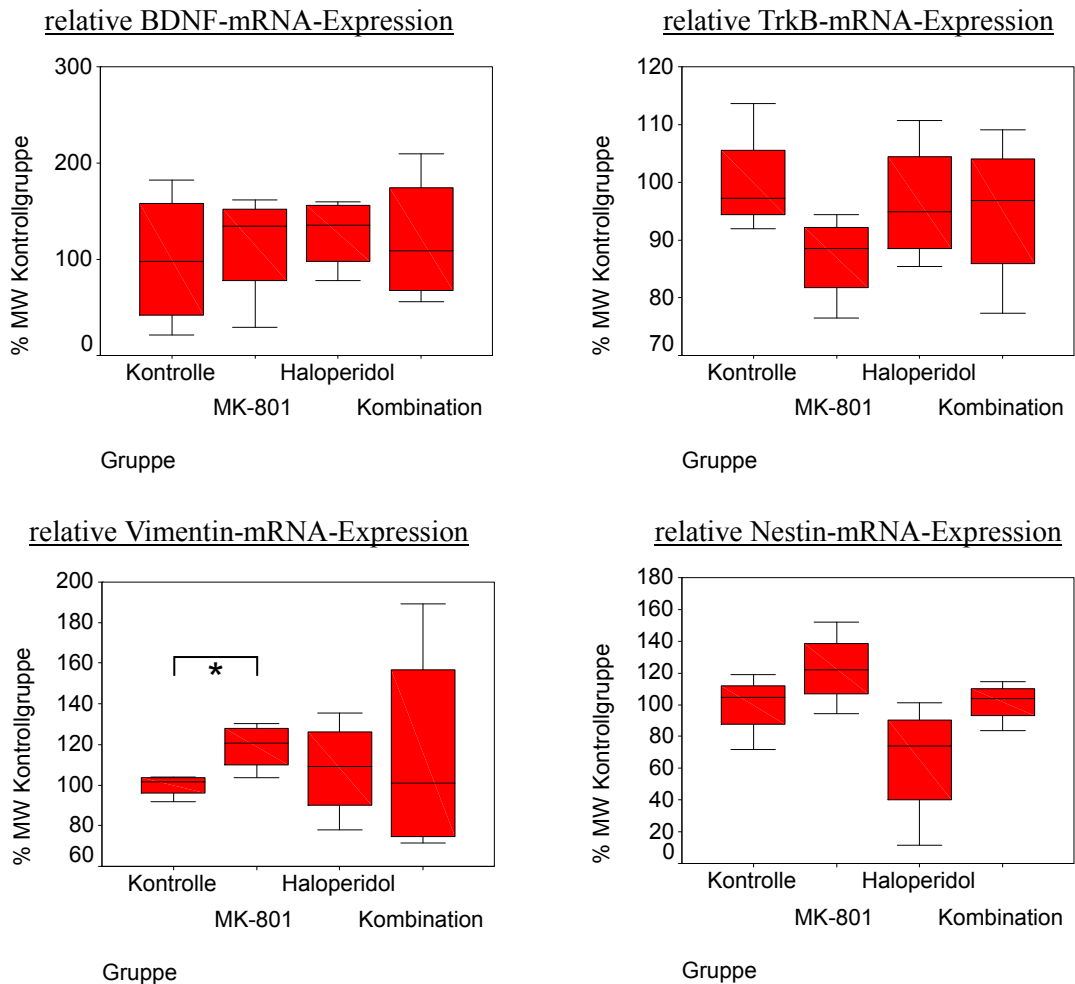 relative BDNF-mRNA-Expression
% MW Kontrollgruppe
300
200
100
0
Kontrolle
MK-801
Haloperidol
Kombination
Gruppe
relative TrkB-mRNA-Expression
% MW Kontrollgruppe
120
110
100
90
80
70
Kontrolle
MK-801
Haloperidol
Kombination
Gruppe
relative Vimentin-mRNA-Expression
% MW Kontrollgruppe
200
180
160
140
120
100
80
60
*
Kontrolle
MK-801
Haloperidol
Kombination
Gruppe
relative Nestin-mRNA-Expression
% MW Kontrollgruppe
180
160
140
120
100
80
60
40
20
0
Kontrolle
MK-801
Haloperidol
Kombination
Gruppe